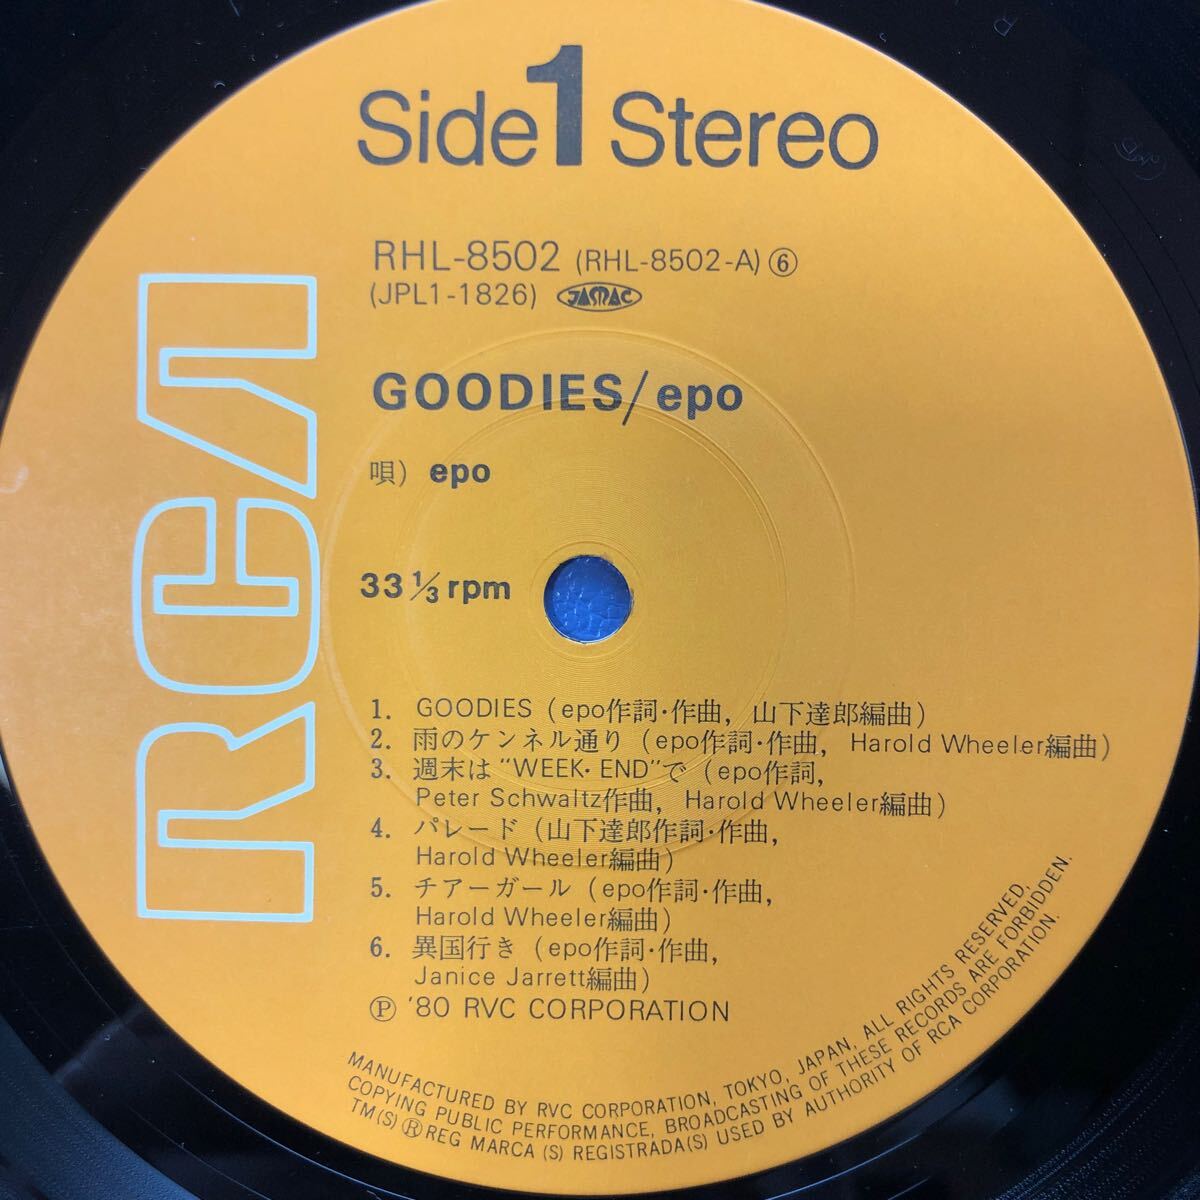 Side 1 Stereo
RHL-8502 (RHL-8502-A) ⑥
(JPL1-1826) JASRAC
GOODIES/epo
唄) epo
33 1/3 rpm
RCA
1. GOODIES (epo作詞·作曲, 山下達郎編曲)
2. 雨のケンネル通り (epo作詞·作曲, Harold Wheeler編曲)
3. 週末は“WEEK·END”で (epo作詞,
Peter Schwaltz作曲, Harold Wheeler編曲)
4. パレード (山下達郎作詞·作曲,
Harold Wheeler編曲)
5. チアーガール (epo作詞·作曲,
Harold Wheeler編曲)
6. 異国行き (epo作詞·作曲,
Janice Jarrett編曲)
Ⓟ '80 RVC CORPORATION
MANUFACTURED BY RVC CORPORATION, TOKYO, JAPAN, ALL RIGHTS RESERVED,
COPYING PUBLIC PERFORMANCE, BROADCASTING OF THESE RECORDS ARE FORBIDDEN.
TM(S) ® REG MARCA (S) REGISTRADA(S) USED BY AUTHORITY OF RCA CORPORATION.